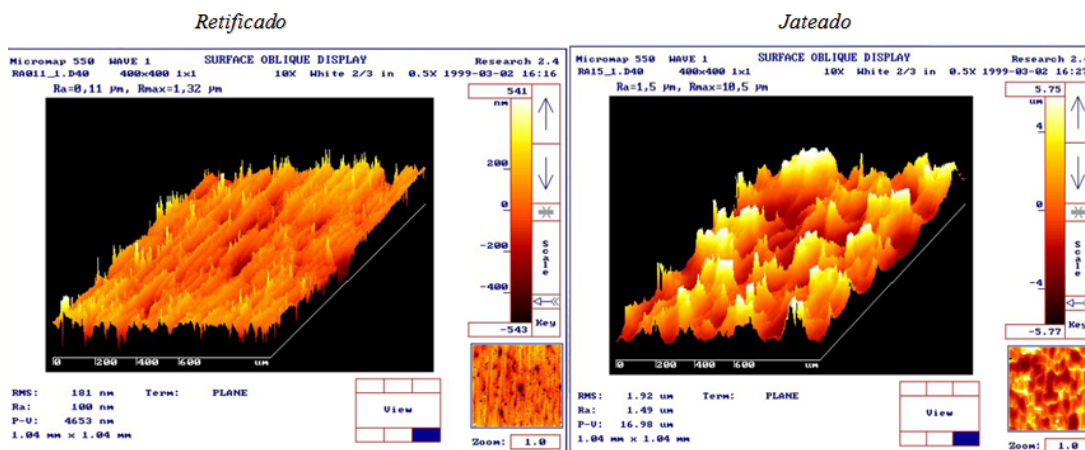 Retificado
Micromap 550 WAVE 1 SURFACE OBLIQUE DISPLAY Research 2.4
RA011_1.D40 400x400 1x1 10X White 2/3 in 0.5X 1999-03-02 16:16
Ra=0,11 µm, Rmax=1,32 µm
541
nm
200
0
-200
-400
-543
Scale
Key
0 200 400 600 um
RMS: 181 nm Term: PLANE
Ra: 100 nm
P-V: 4653 nm
1.04 mm x 1.04 mm
View
Zoom: 1.0
Jateado
Micromap 550 WAVE 1 SURFACE OBLIQUE DISPLAY Research 2.4
RA15_1.D40 400x400 1x1 10X White 2/3 in 0.5X 1999-03-02 16:2
Ra=1,5 µm, Rmax=10,5 µm
5.75
um
4
0
-4
-5.77
Scale
Key
0 200 400 600 um
RMS: 1.92 um Term: PLANE
Ra: 1.49 um
P-V: 16.98 um
1.04 mm x 1.04 mm
View
Zoom: 1.0